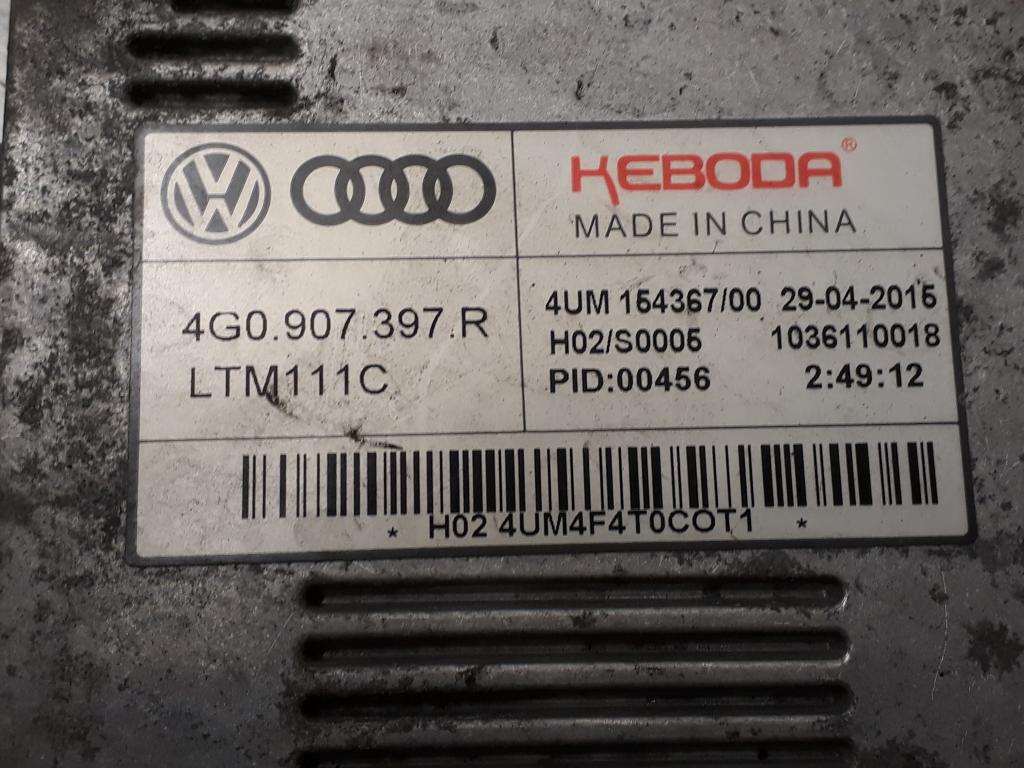 KEBODA®
MADE IN CHINA
4G0.907.397.R
LTM111C
4UM 154367/00 29-04-2015
H02/S0005 1036110018
PID:00456 2:49:12
* H02 4UM4F4T0COT1 *